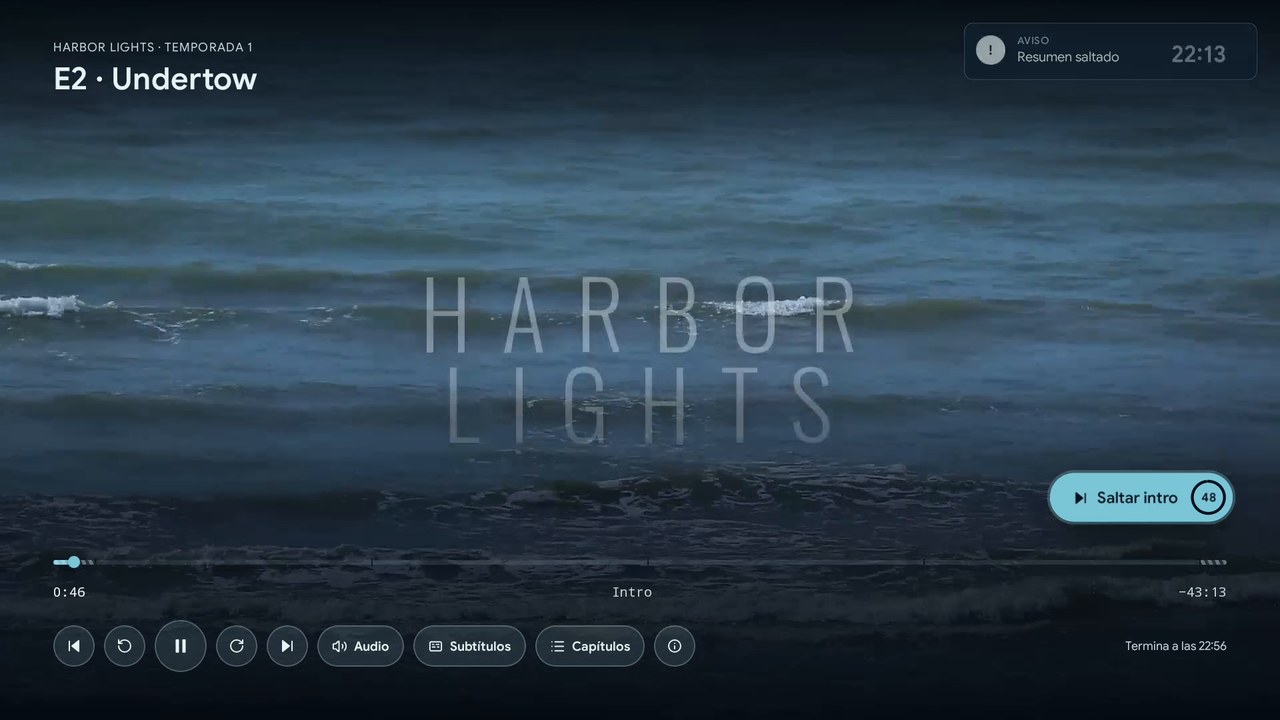 HARBOR LIGHTS · TEMPORADA 1
E2 · Undertow
!
AVISO
Resumen saltado
22:13
HARBOR
LIGHTS
Saltar intro
48
0:46
Intro
-43:13
Audio
Subtítulos
Capítulos
Termina a las 22:56